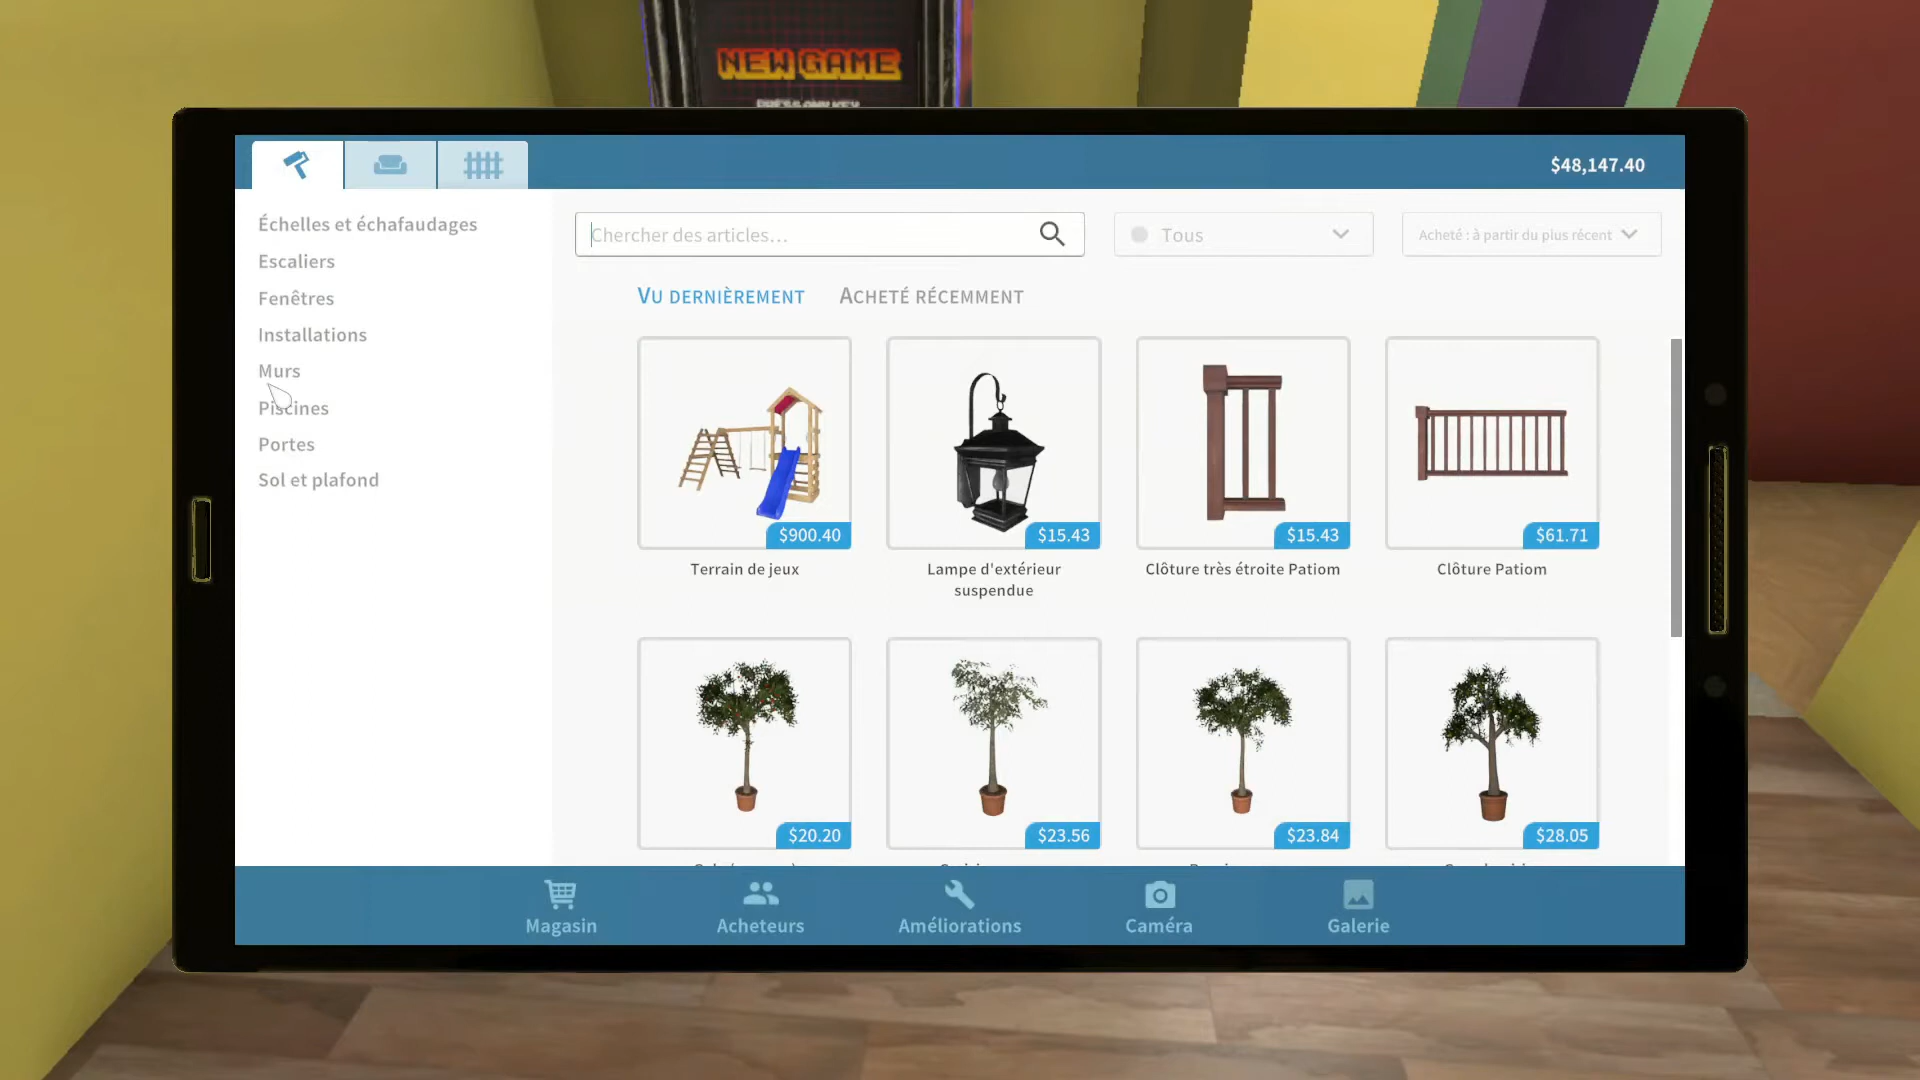 NEW GAME
PRESS ANY KEY
$48,147.40
Échelles et échafaudages
Escaliers
Fenêtres
Installations
Murs
Piscines
Portes
Sol et plafond
Chercher des articles...
Tous
Acheté : à partir du plus récent
VU DERNIÈREMENT
ACHETÉ RÉCEMMENT
$900.40
$15.43
$15.43
$61.71
Terrain de jeux
Lampe d'extérieur
suspendue
Clôture très étroite Patiom
Clôture Patiom
$20.20
$23.56
$23.84
$28.05
Magasin
Acheteurs
Améliorations
Caméra
Galerie